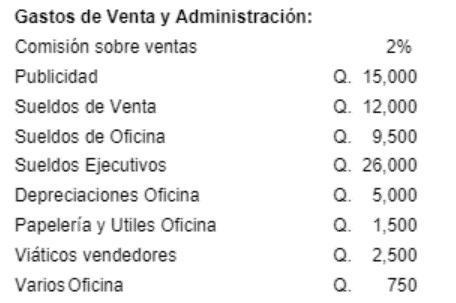 Gastos de Venta y Administración:
Comisión sobre ventas 2%
Publicidad Q. 15,000
Sueldos de Venta Q. 12,000
Sueldos de Oficina Q. 9,500
Sueldos Ejecutivos Q. 26,000
Depreciaciones Oficina Q. 5,000
Papelería y Utiles Oficina Q. 1,500
Viáticos vendedores Q. 2,500
Varios Oficina Q. 750